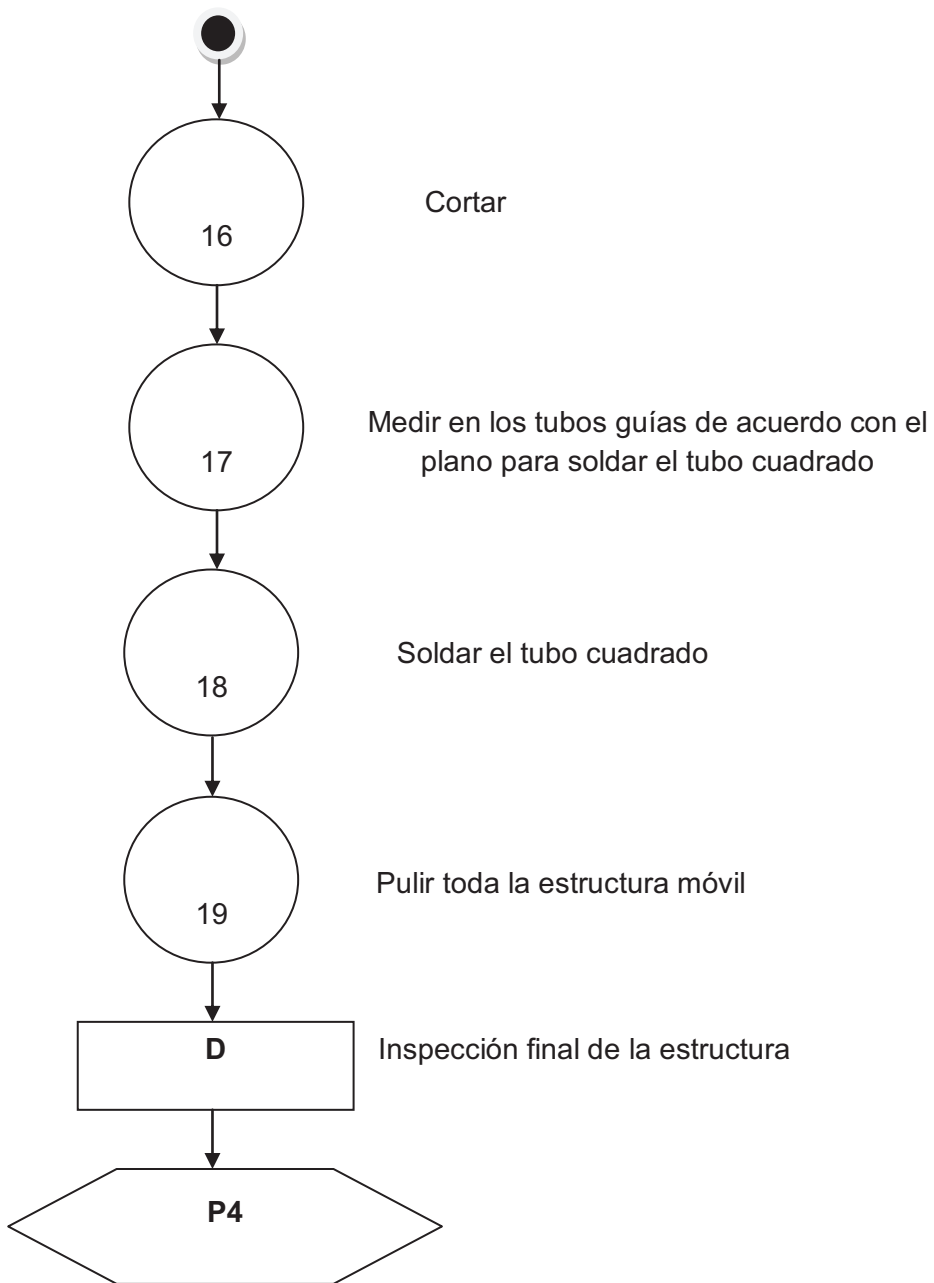 16
Cortar
17
Medir en los tubos guías de acuerdo con el
plano para soldar el tubo cuadrado
18
Soldar el tubo cuadrado
19
Pulir toda la estructura móvil
D
Inspección final de la estructura
P4